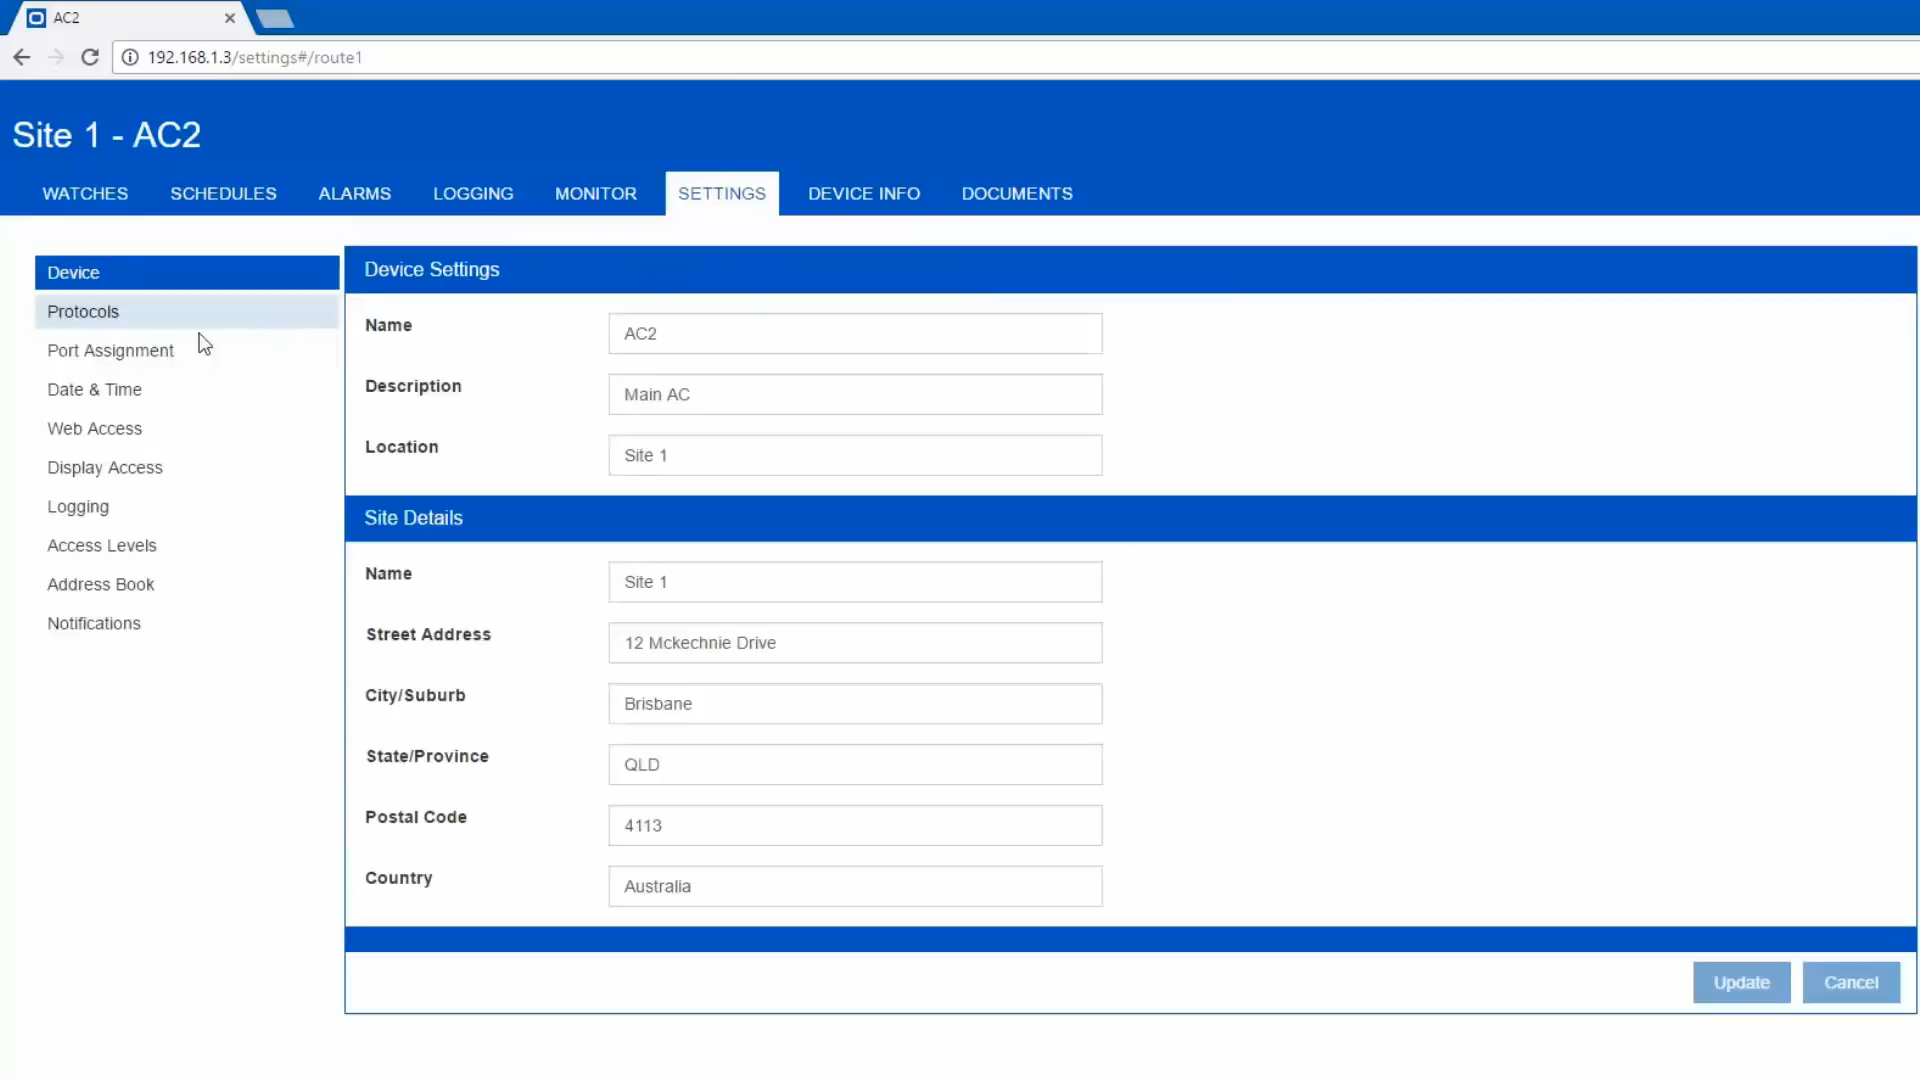 AC2
192.168.1.3/settings#/route1
Site 1 - AC2
WATCHES SCHEDULES ALARMS LOGGING MONITOR SETTINGS DEVICE INFO DOCUMENTS
Device
Protocols
Port Assignment
Date & Time
Web Access
Display Access
Logging
Access Levels
Address Book
Notifications
Device Settings
Name AC2
Description Main AC
Location Site 1
Site Details
Name Site 1
Street Address 12 Mckechnie Drive
City/Suburb Brisbane
State/Province QLD
Postal Code 4113
Country Australia
Update Cancel